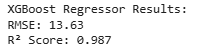 XGBoost Regressor Results:
RMSE: 13.63
R² Score: 0.987